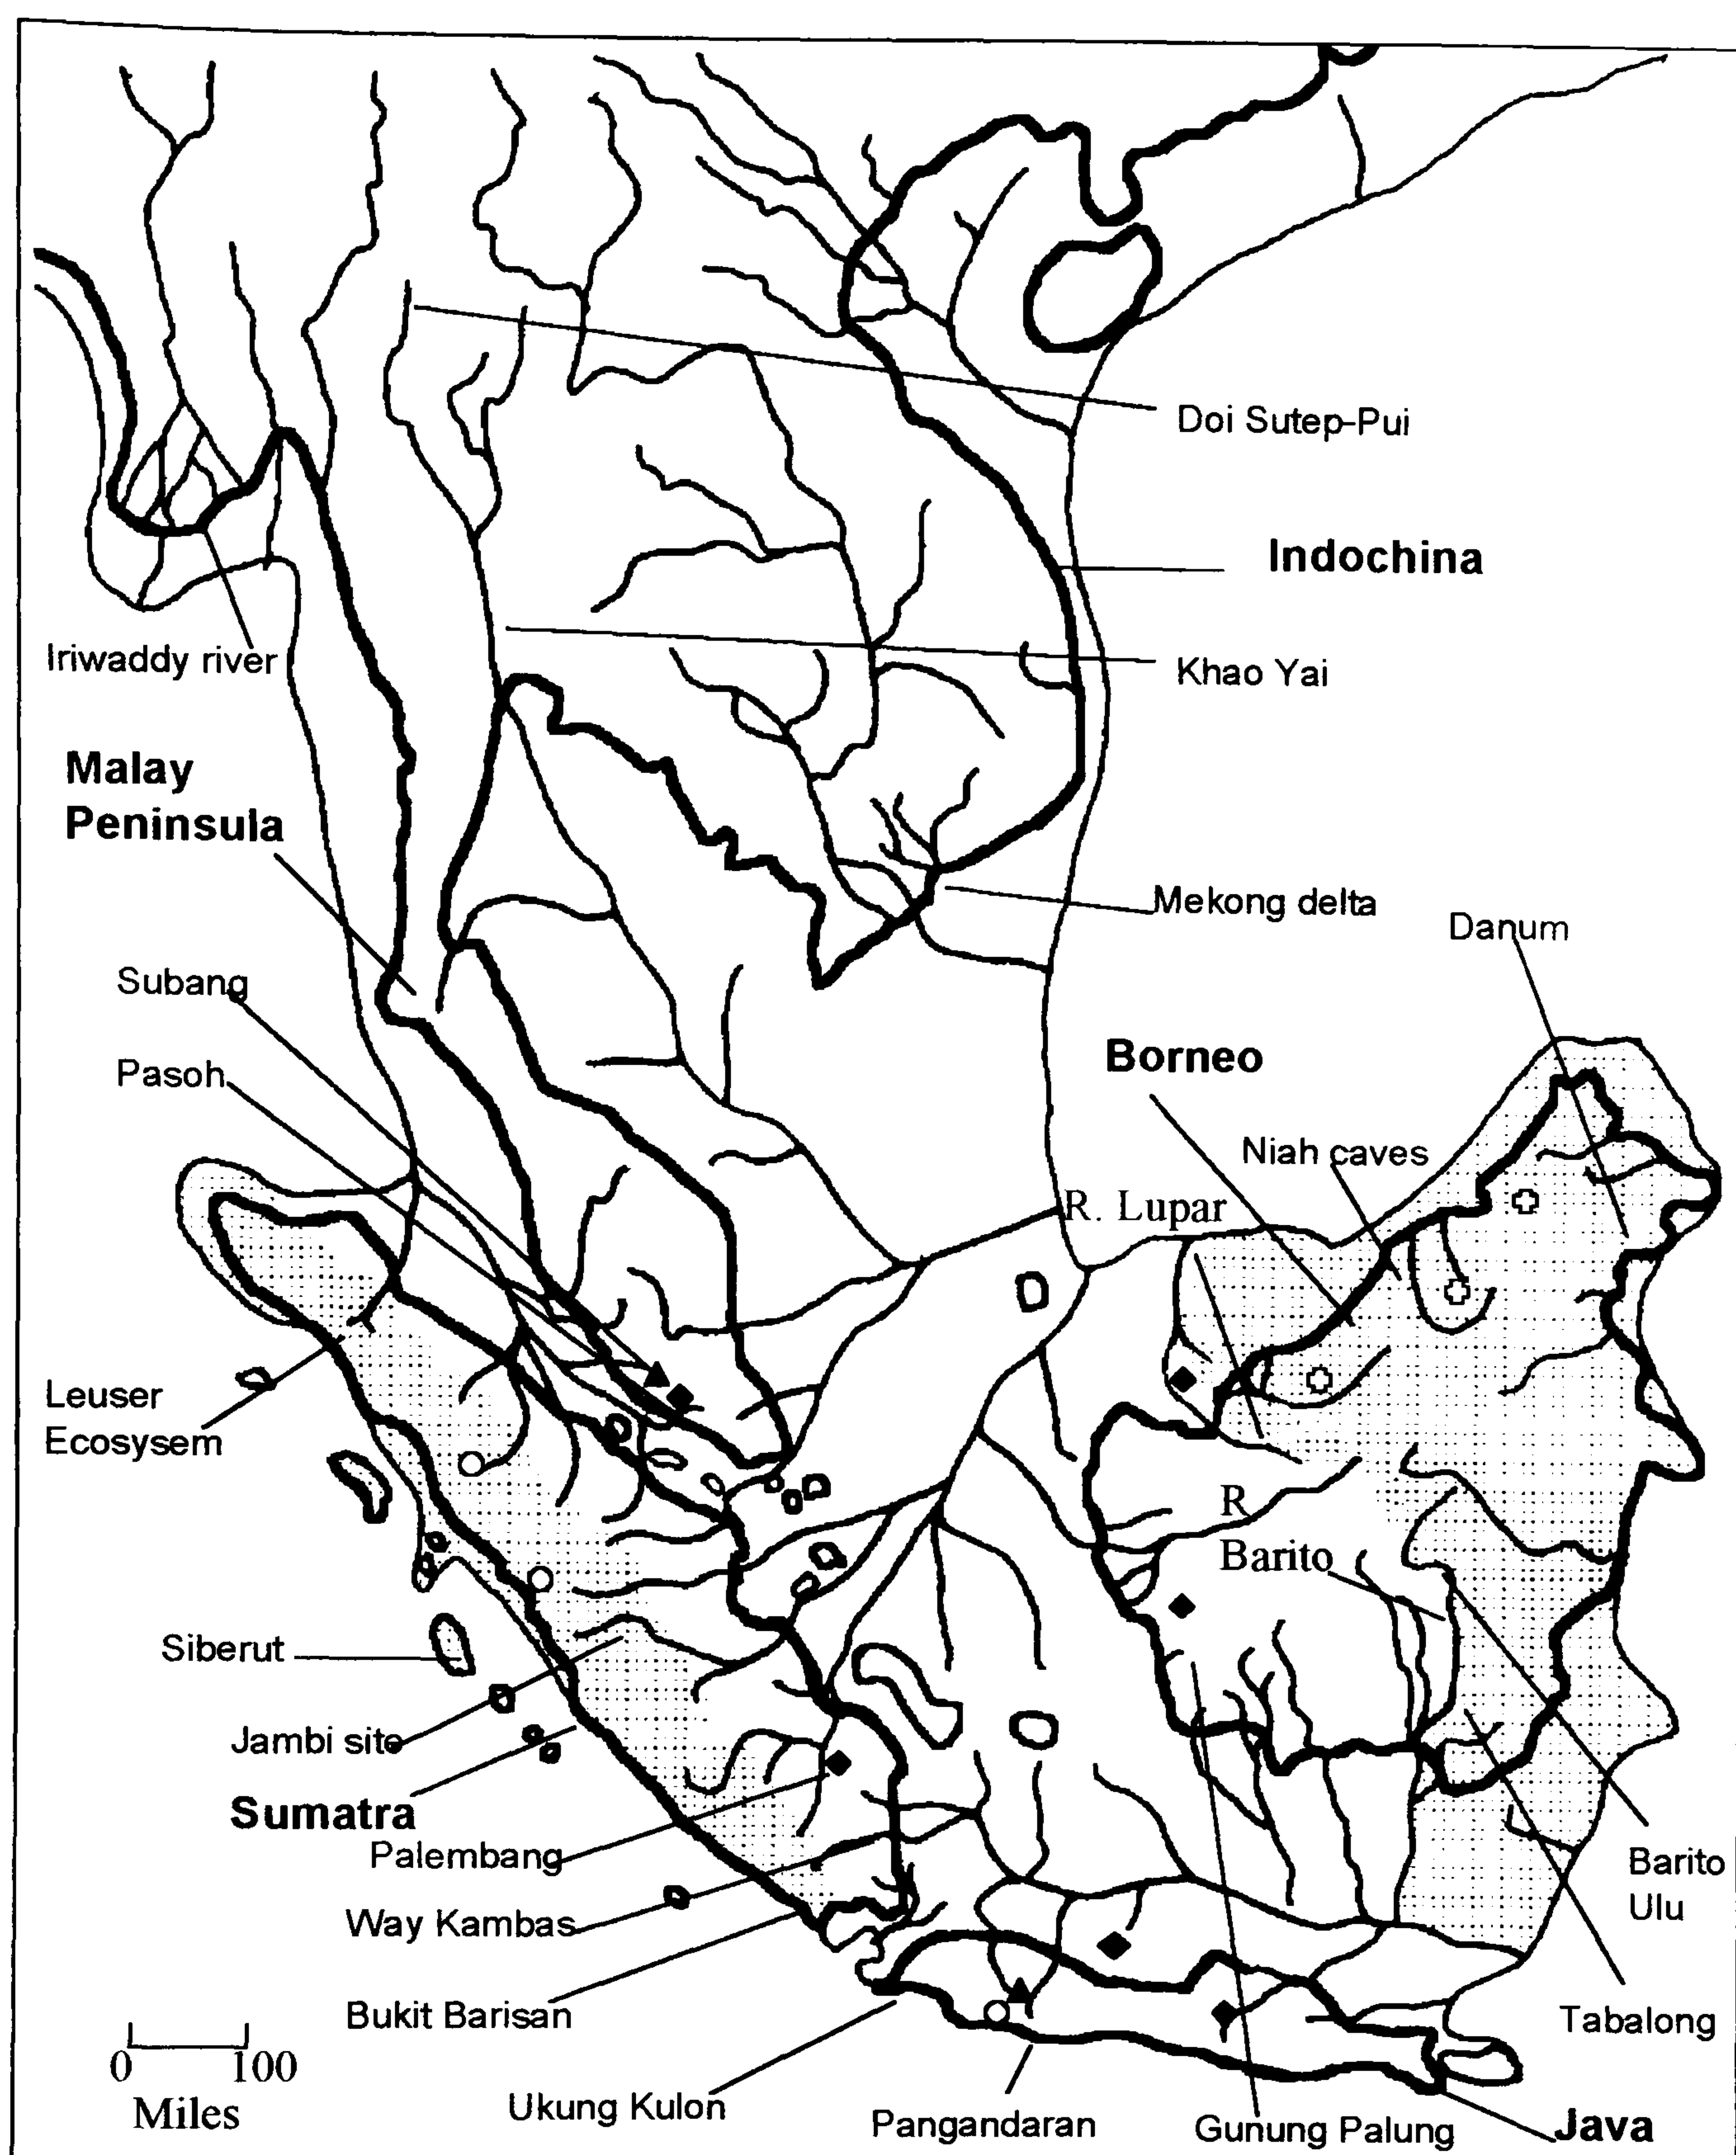 Doi Sutep-Pui
Indochina
Iriwaddy river
Khao Yai
Malay
Peninsula
Mekong delta
Danum
Subang
Borneo
Pasoh
Niah caves
R. Lupar
Leuser
Ecosysem
R
Barito
Siberut
Jambi site
Sumatra
Palembang
Barito
Ulu
Way Kambas
Bukit Barisan
Tabalong
0 100
Miles
Ukung Kulon
Pangandaran
Gunung Palung
Java